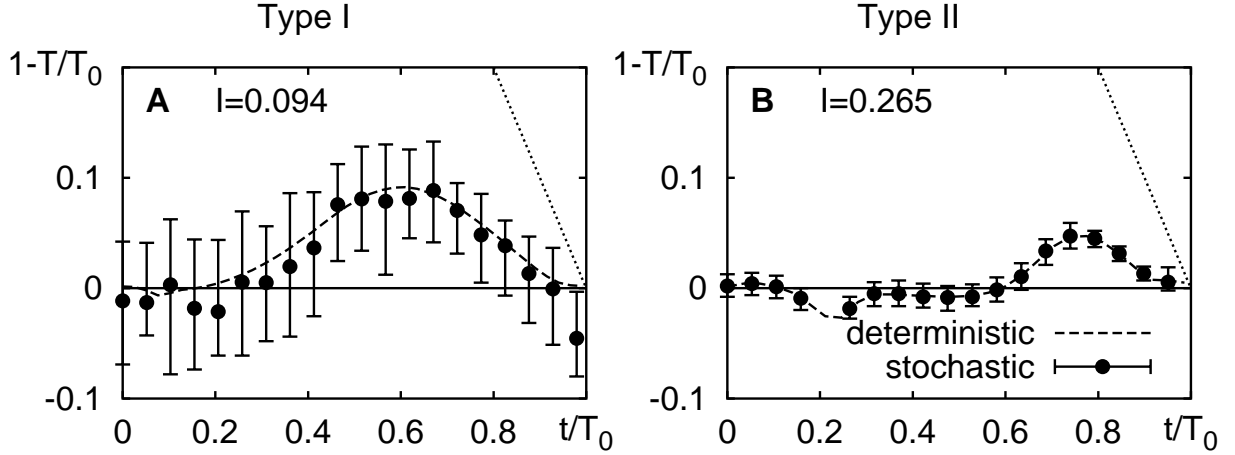 Type I
Type II
1-T/T0
A I=0.094
0.1
0
-0.1
0 0.2 0.4 0.6 0.8 t/T0
1-T/T0
B I=0.265
0.1
0
-0.1
deterministic
stochastic
0 0.2 0.4 0.6 0.8 t/T0